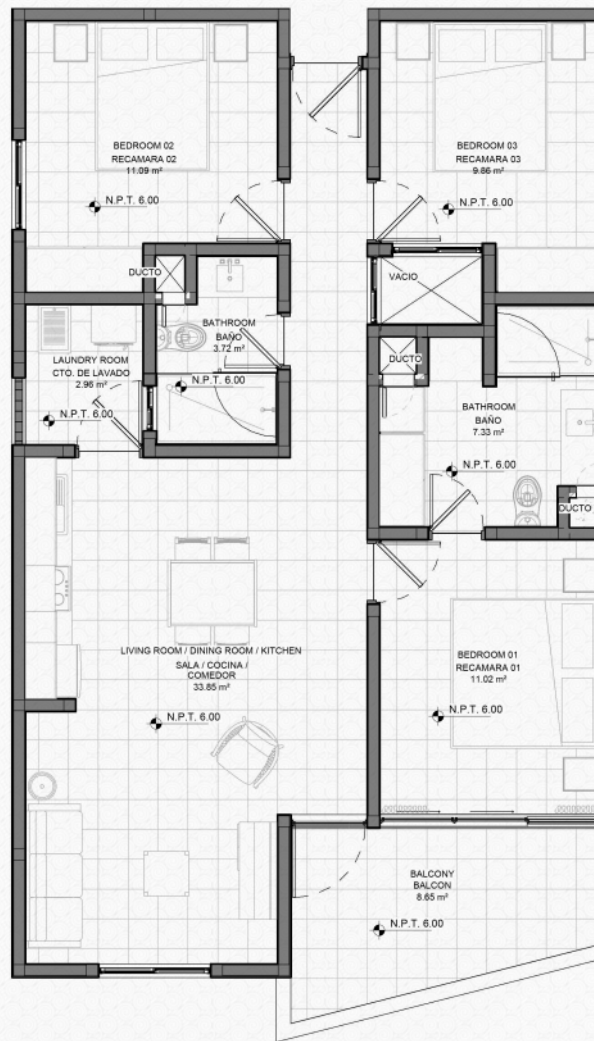 BEDROOM 02
RECAMARA 02
11.09 m²
N.P.T. 6.00
BEDROOM 03
RECAMARA 03
9.86 m²
N.P.T. 6.00
DUCTO
VACIO
BATHROOM
BAÑO
3.72 m²
N.P.T. 6.00
LAUNDRY ROOM
CTO. DE LAVADO
2.96 m²
N.P.T. 6.00
DUCTO
BATHROOM
BAÑO
7.33 m²
N.P.T. 6.00
DUCTO
LIVING ROOM / DINING ROOM / KITCHEN
SALA / COCINA /
COMEDOR
33.85 m²
N.P.T. 6.00
BEDROOM 01
RECAMARA 01
11.02 m²
N.P.T. 6.00
BALCONY
BALCON
8.65 m²
N.P.T. 6.00